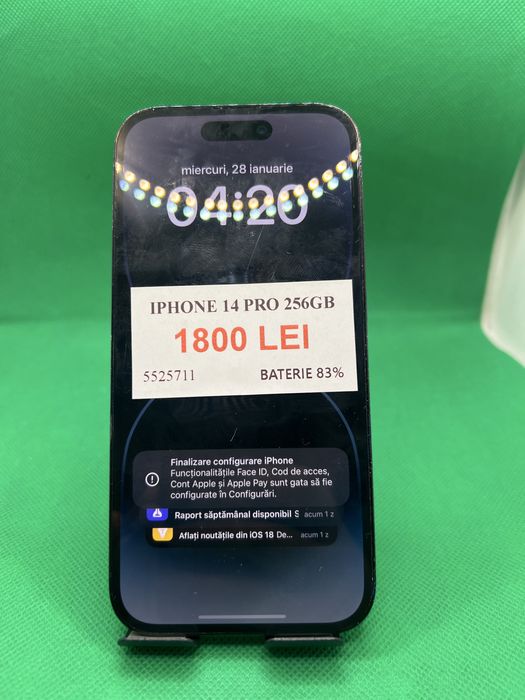 miercuri, 28 ianuarie
04:20
IPHONE 14 PRO 256GB
1800 LEI
5525711 BATERIE 83%
Finalizare configurare iPhone
Funcționalitățile Face ID, Cod de acces,
Cont Apple și Apple Pay sunt gata să fie
configurate în Configurări.
Raport săptămânal disponibil S acum 1 z
Aflați noutățile din iOS 18 De... acum 1 z